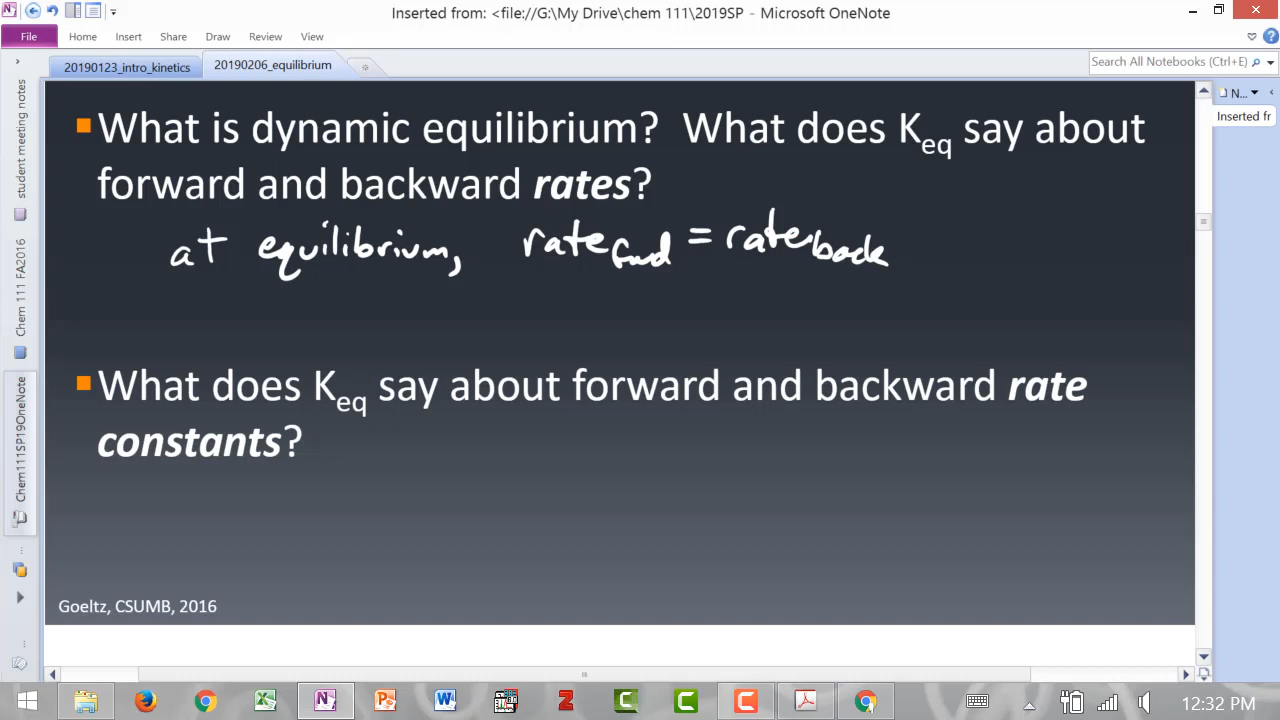 Inserted from: <file://G:\My Drive\chem 111\2019SP - Microsoft OneNote
File Home Insert Share Draw Review View
20190123_intro_kinetics 20190206_equilibrium
Search All Notebooks (Ctrl+E)
N...
Inserted fr
student meeting notes
Chem 111 FA2016
Chem111SP19OneNote
What is dynamic equilibrium? What does Keq say about
forward and backward rates?
at equilibrium, ratefwd = rateback
What does Keq say about forward and backward rate
constants?
Goeltz, CSUMB, 2016
12:32 PM